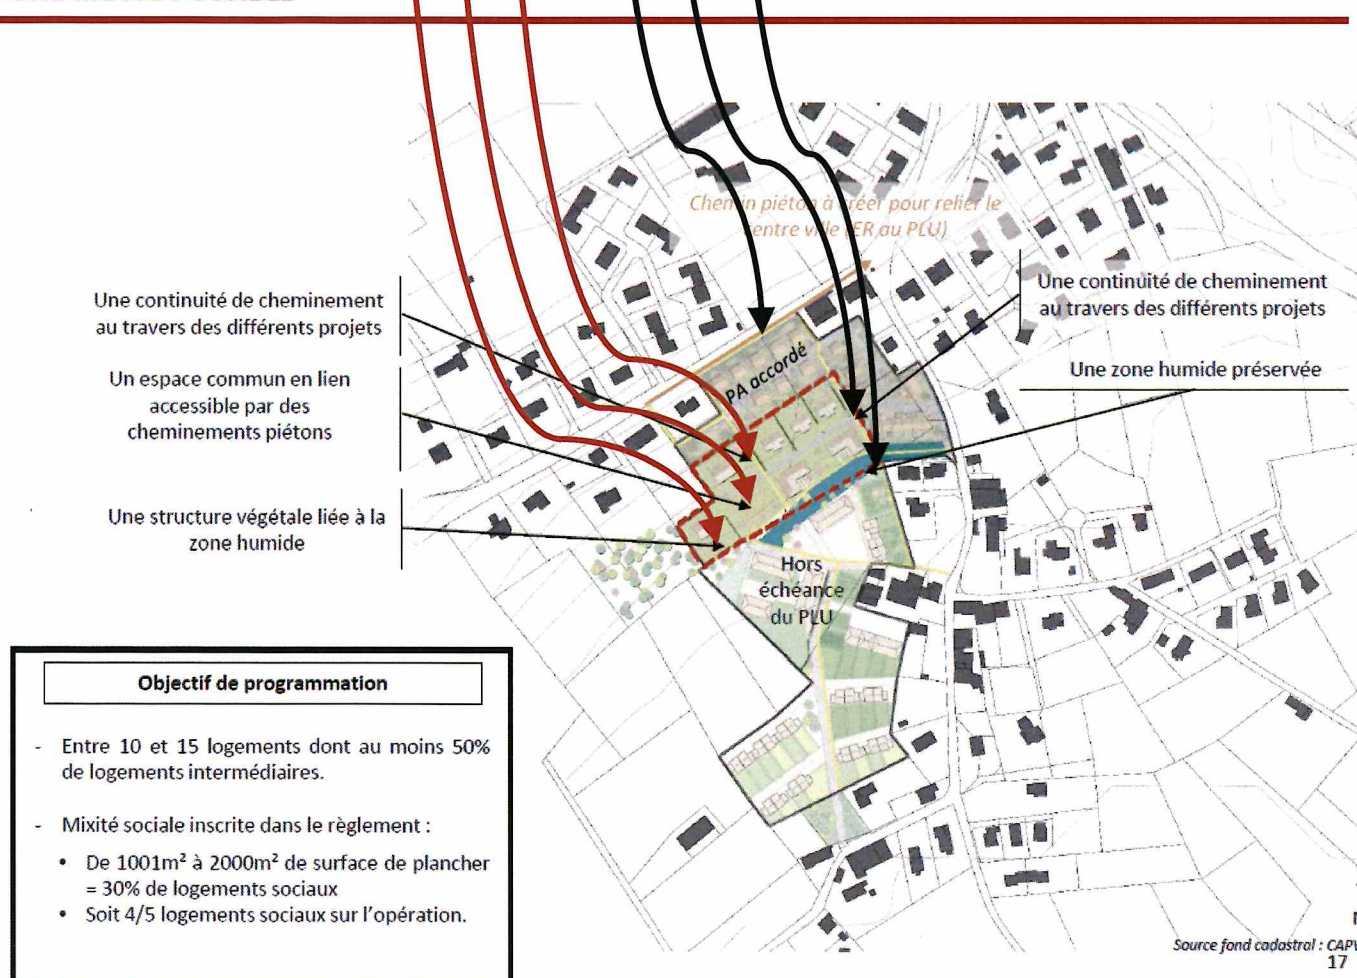 Chemin piéton à créer pour relier le
centre ville (ER au PLU)
Une continuité de cheminement
au travers des différents projets
Un espace commun en lien
accessible par des
cheminements piétons
Une structure végétale liée à la
zone humide
Une continuité de cheminement
au travers des différents projets
Une zone humide préservée
PA accordé
Hors
échéance
du PLU
Objectif de programmation
- Entre 10 et 15 logements dont au moins 50%
de logements intermédiaires.
- Mixité sociale inscrite dans le règlement :
• De 1001m² à 2000m² de surface de plancher
= 30% de logements sociaux
• Soit 4/5 logements sociaux sur l'opération.
Source fond cadastral : CAPV
17